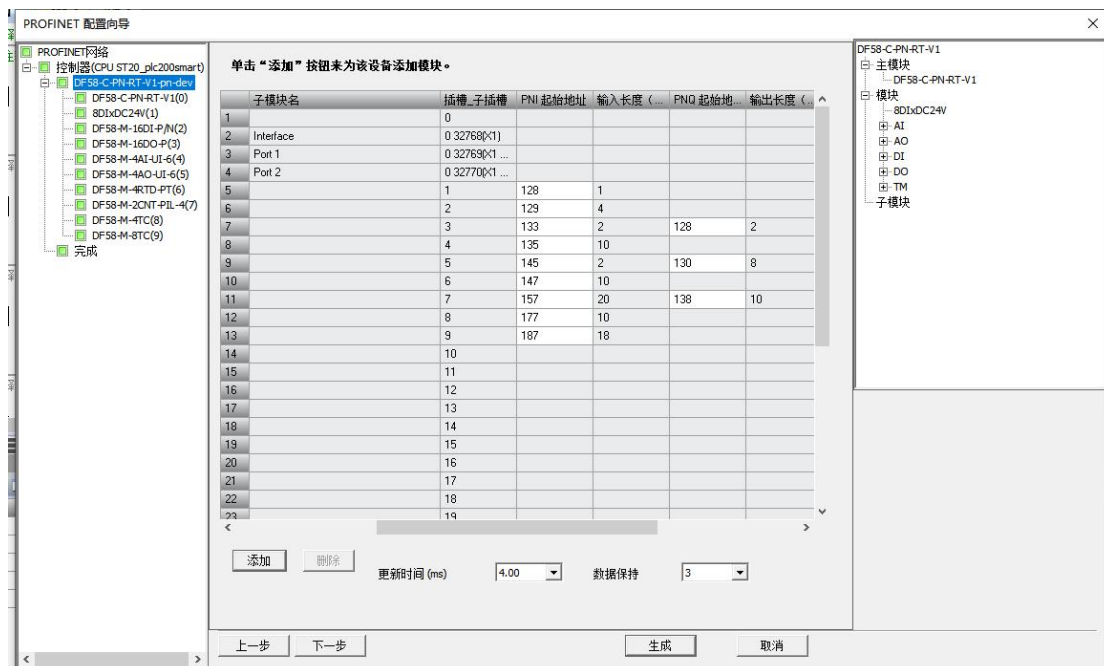 PROFINET 配置向导
PROFINET网络
控制器(CPU ST20_plc200smart)
DF58-C-PN-RT-V1-pn-dev
DF58-C-PN-RT-V1(0)
8DIxDC24V(1)
DF58-M-16DI-P/N(2)
DF58-M-16DO-P(3)
DF58-M-4AI-UI-6(4)
DF58-M-4AO-UI-6(5)
DF58-M-4RTD-PT(6)
DF58-M-2CNT-PIL-4(7)
DF58-M-4TC(8)
DF58-M-8TC(9)
完成
单击“添加”按钮来为该设备添加模块。
子模块名 插槽_子插槽 PNI 起始地址 输入长度 (... PNQ 起始地... 输出长度 (...
1 0
2 Interface 0 32768(X1)
3 Port 1 0 32769(X1 ...
4 Port 2 0 32770(X1 ...
5 1 128 1
6 2 129 4
7 3 133 2 128 2
8 4 135 10
9 5 145 2 130 8
10 6 147 10
11 7 157 20 138 10
12 8 177 10
13 9 187 18
14 10
15 11
16 12
17 13
18 14
19 15
20 16
21 17
22 18
23 19
添加 删除
更新时间 (ms) 4.00 数据保持 3
上一步 下一步 生成 取消
DF58-C-PN-RT-V1
主模块
DF58-C-PN-RT-V1
模块
8DIxDC24V
AI
AO
DI
DO
TM
子模块